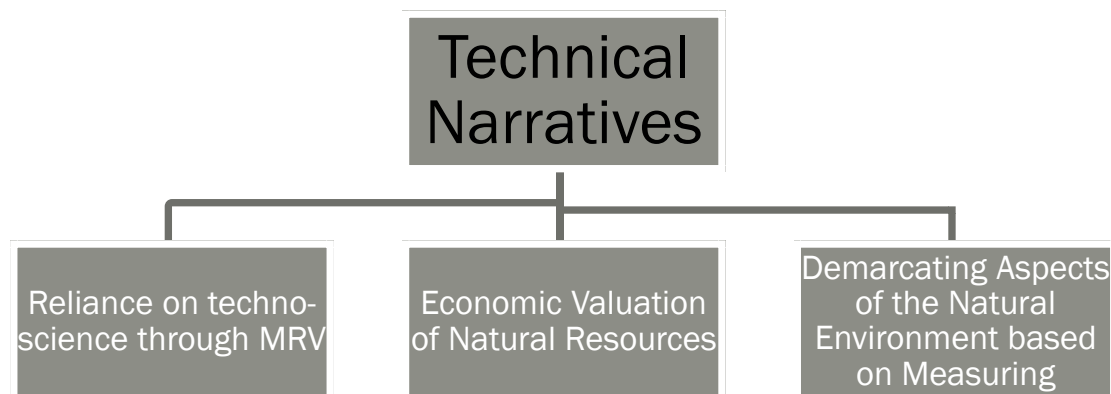 Technical
Narratives
Reliance on techno-
science through MRV
Economic Valuation
of Natural Resources
Demarcating Aspects
of the Natural
Environment based
on Measuring